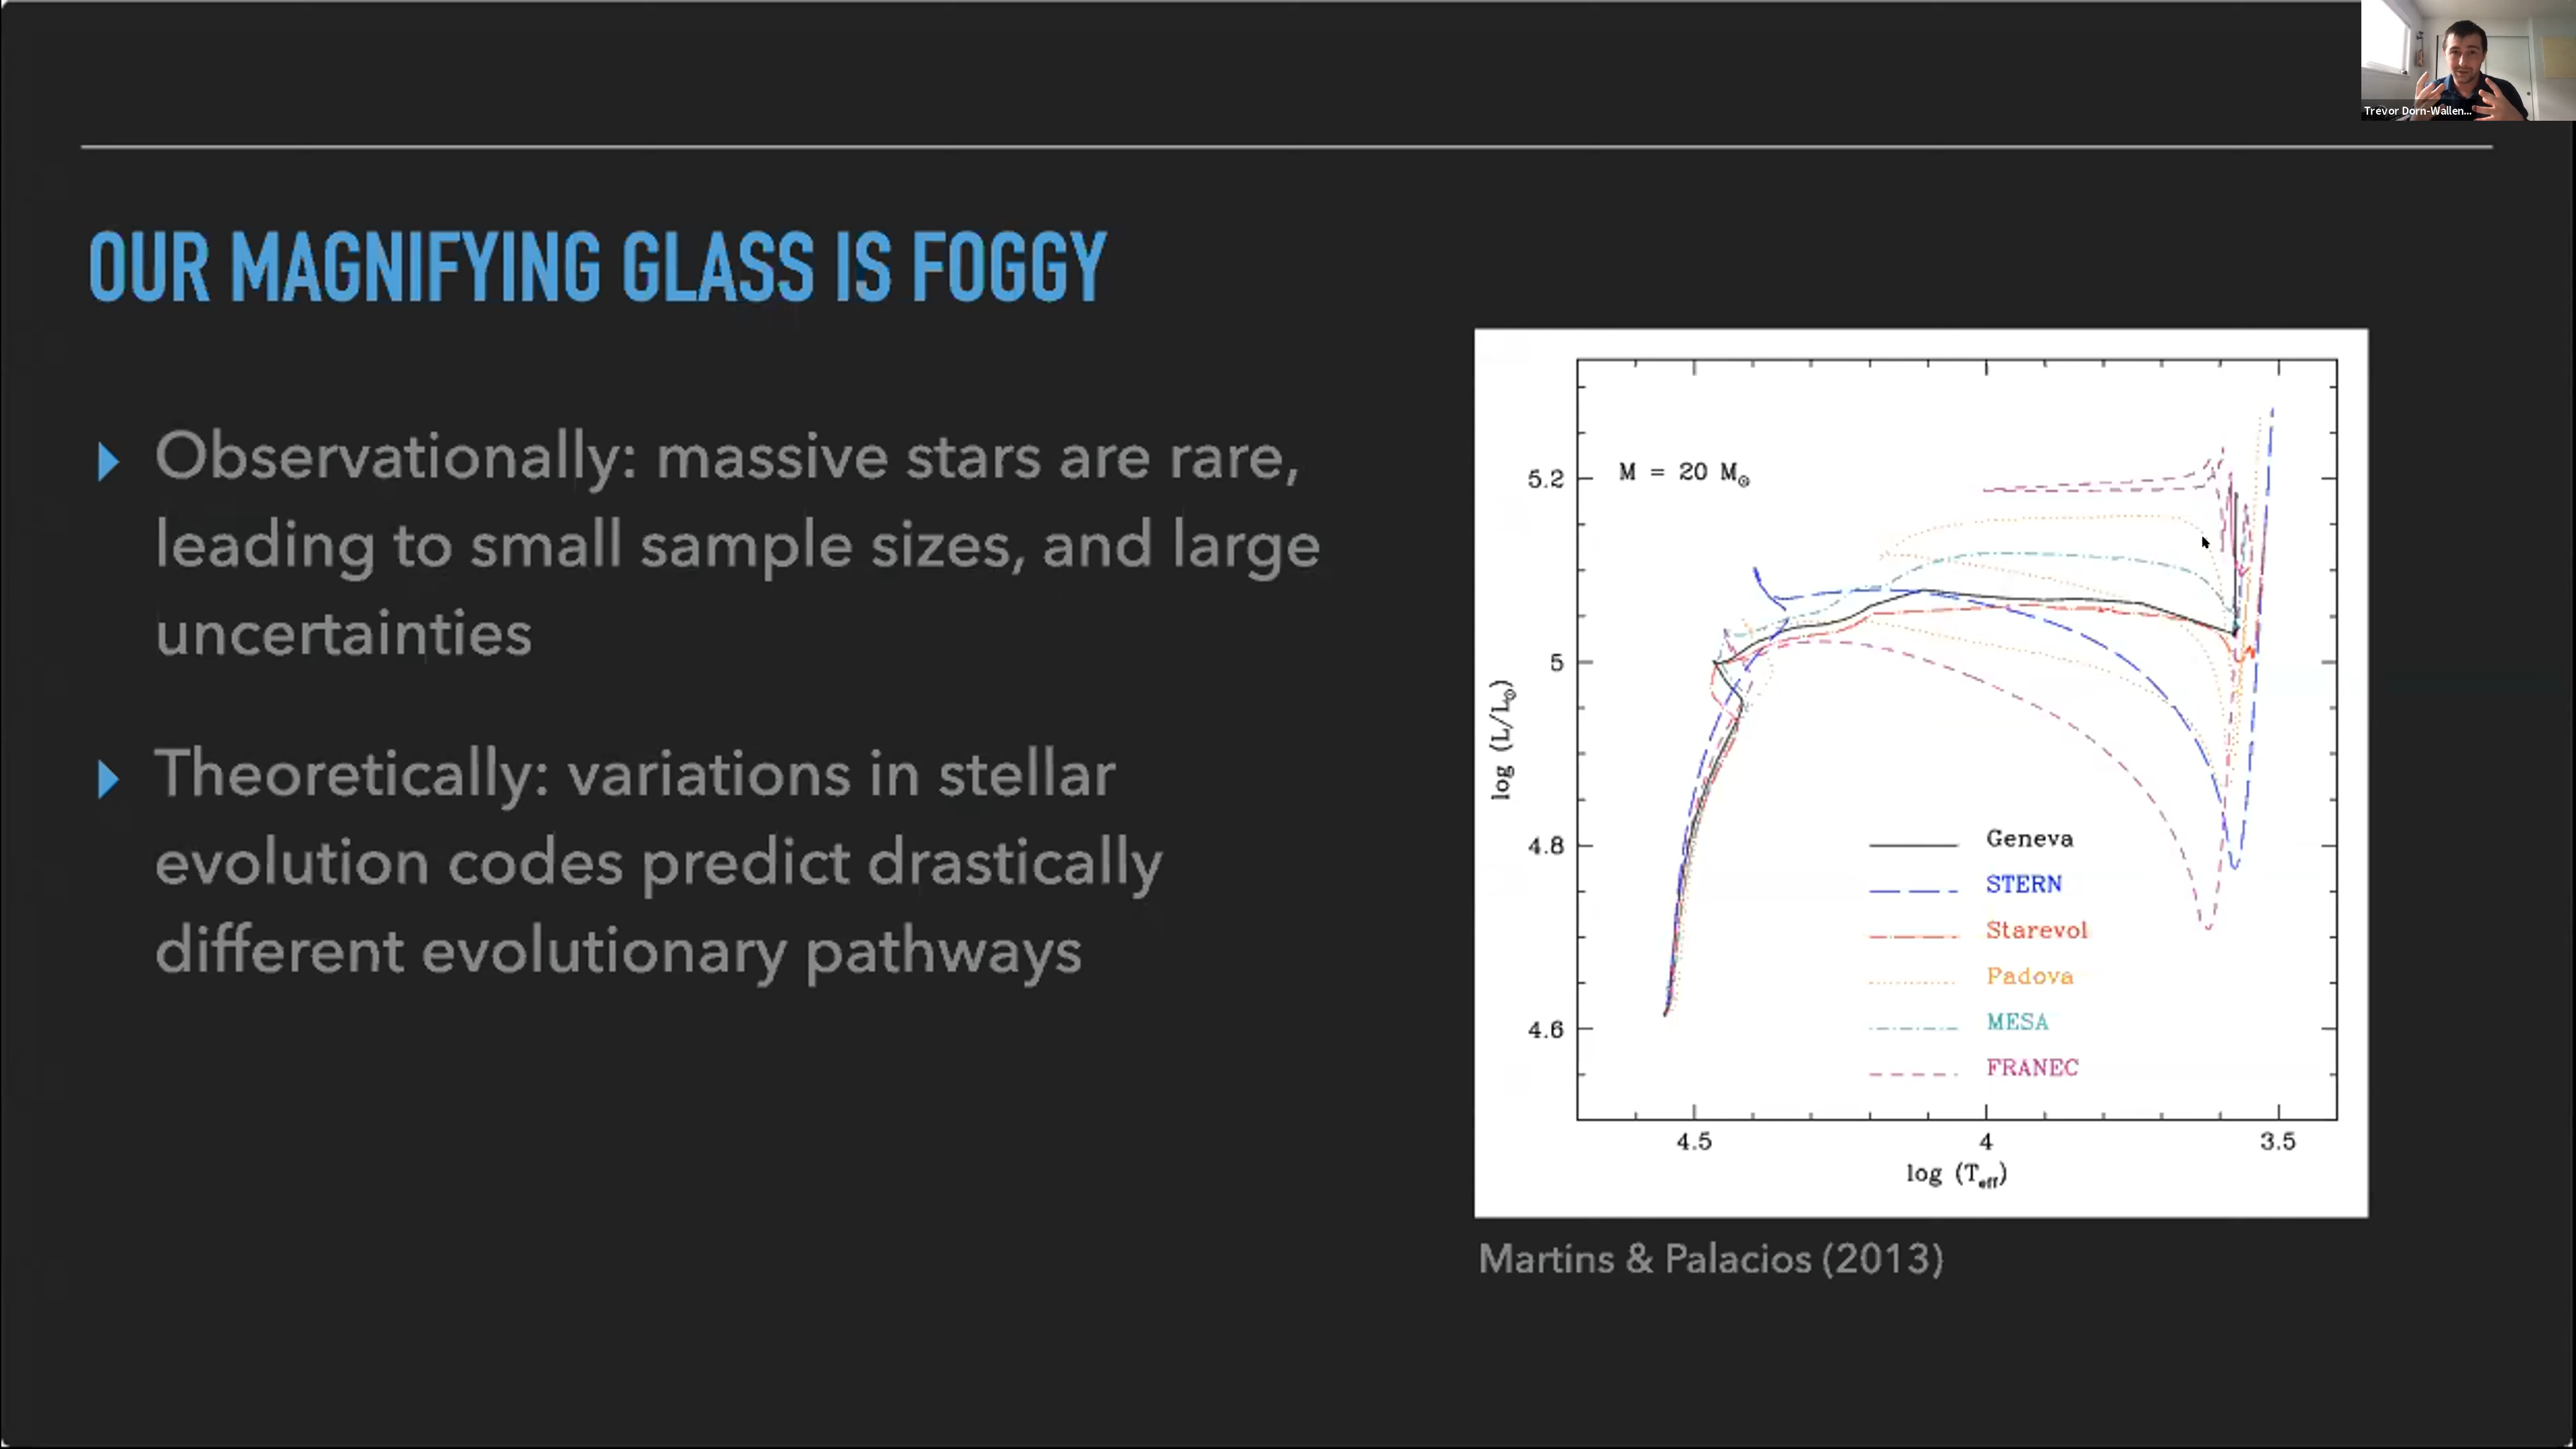 Trevor Dorn-Wallen...
OUR MAGNIFYING GLASS IS FOGGY
Observationally: massive stars are rare,
leading to small sample sizes, and large
uncertainties
Theoretically: variations in stellar
evolution codes predict drastically
different evolutionary pathways
M = 20 M⊙
5.2
5
4.8
4.6
log (L/L⊙)
Geneva
STERN
Starevol
Padova
MESA
FRANEC
4.5 4 3.5
log (Teff)
Martins & Palacios (2013)